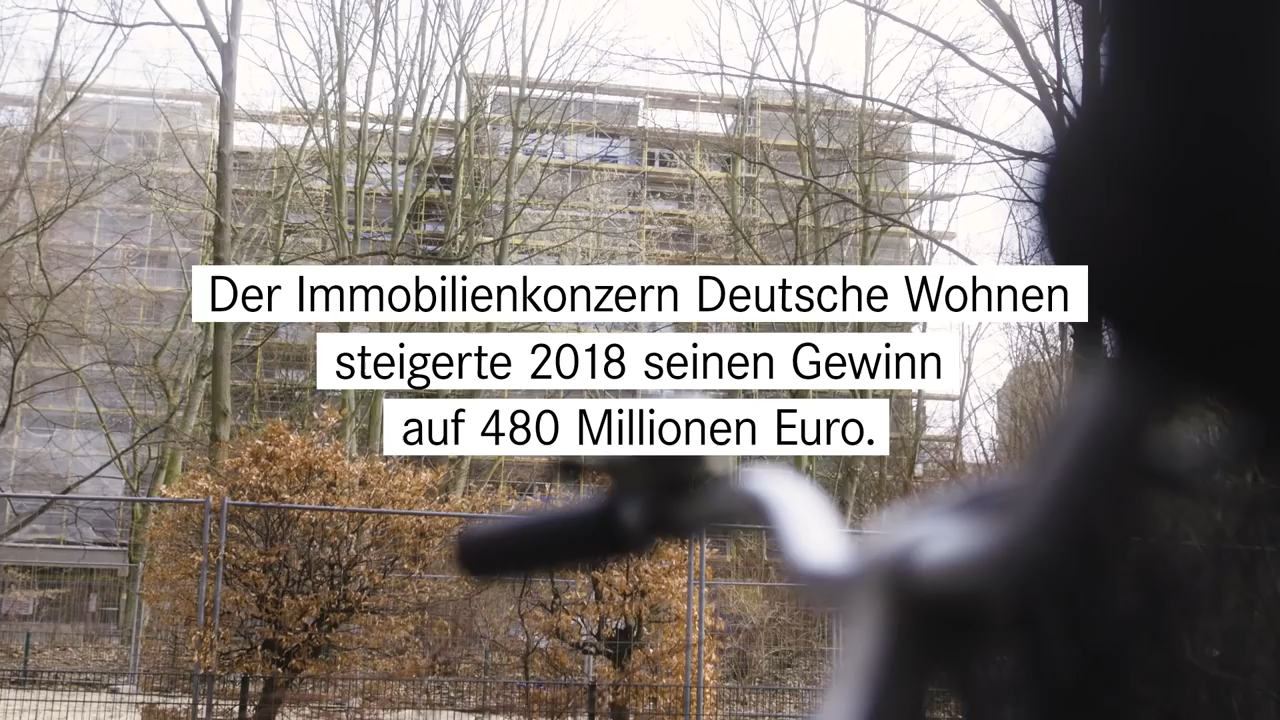 Der Immobilienkonzern Deutsche Wohnen
steigerte 2018 seinen Gewinn
auf 480 Millionen Euro.